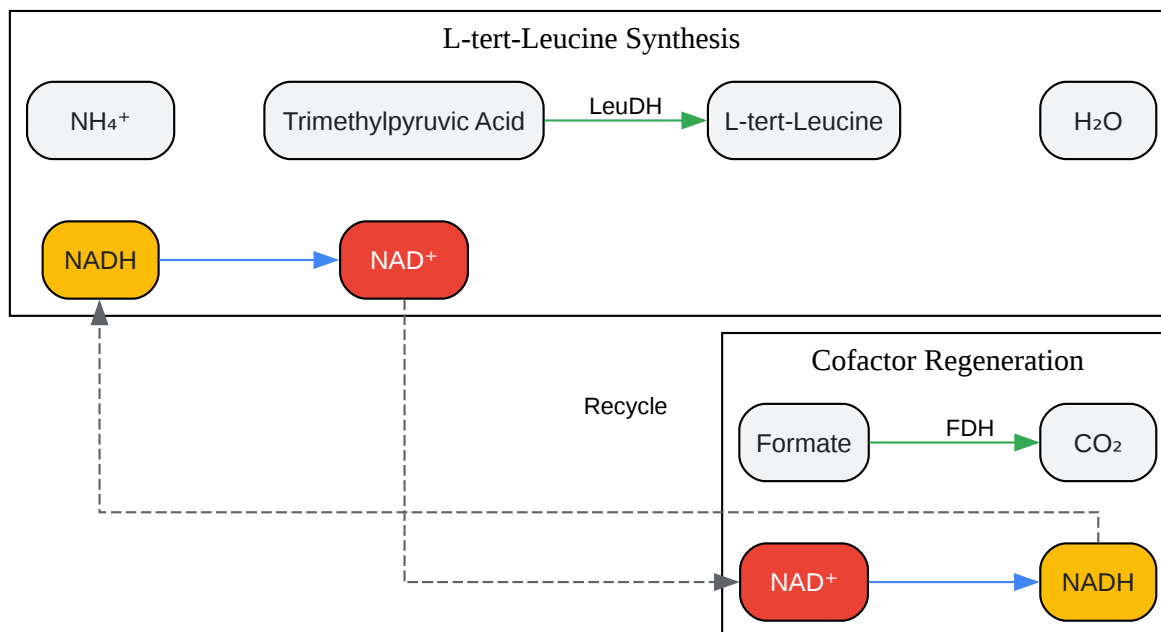 L-tert-Leucine Synthesis
NH₄⁺
Trimethylpyruvic Acid
LeuDH
L-tert-Leucine
H₂O
NADH
NAD⁺
Cofactor Regeneration
Recycle
Formate
FDH
CO₂
NAD⁺
NADH